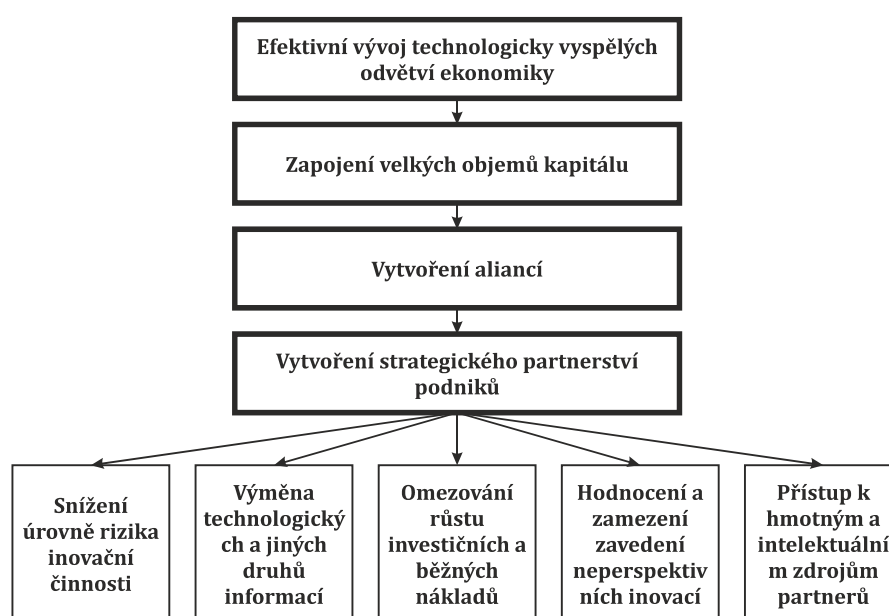 Efektivní vývoj technologicky vyspělých
odvětví ekonomiky
Zapojení velkých objemů kapitálu
Vytvoření aliancí
Vytvoření strategického partnerství
podniků
Snížení
úrovně rizika
inovační
činnosti
Výměna
technologický
ch a jiných
druhů
informací
Omezování
růstu
investičních a
běžných
nákladů
Hodnocení a
zamezení
zavedení
neperspektiv
ních inovací
Přístup k
hmotným a
intelektuální
m zdrojům
partnerů